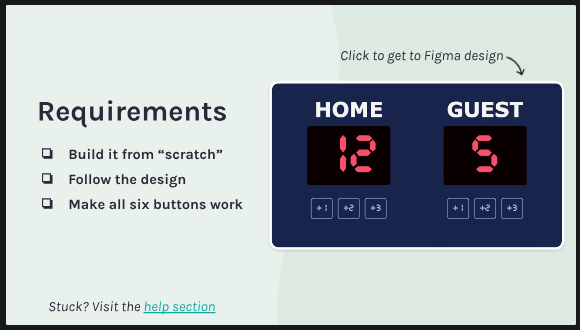 Click to get to Figma design
Requirements
Build it from “scratch”
Follow the design
Make all six buttons work
HOME GUEST
12 5
+1 +2 +3 +1 +2 +3
Stuck? Visit the help section